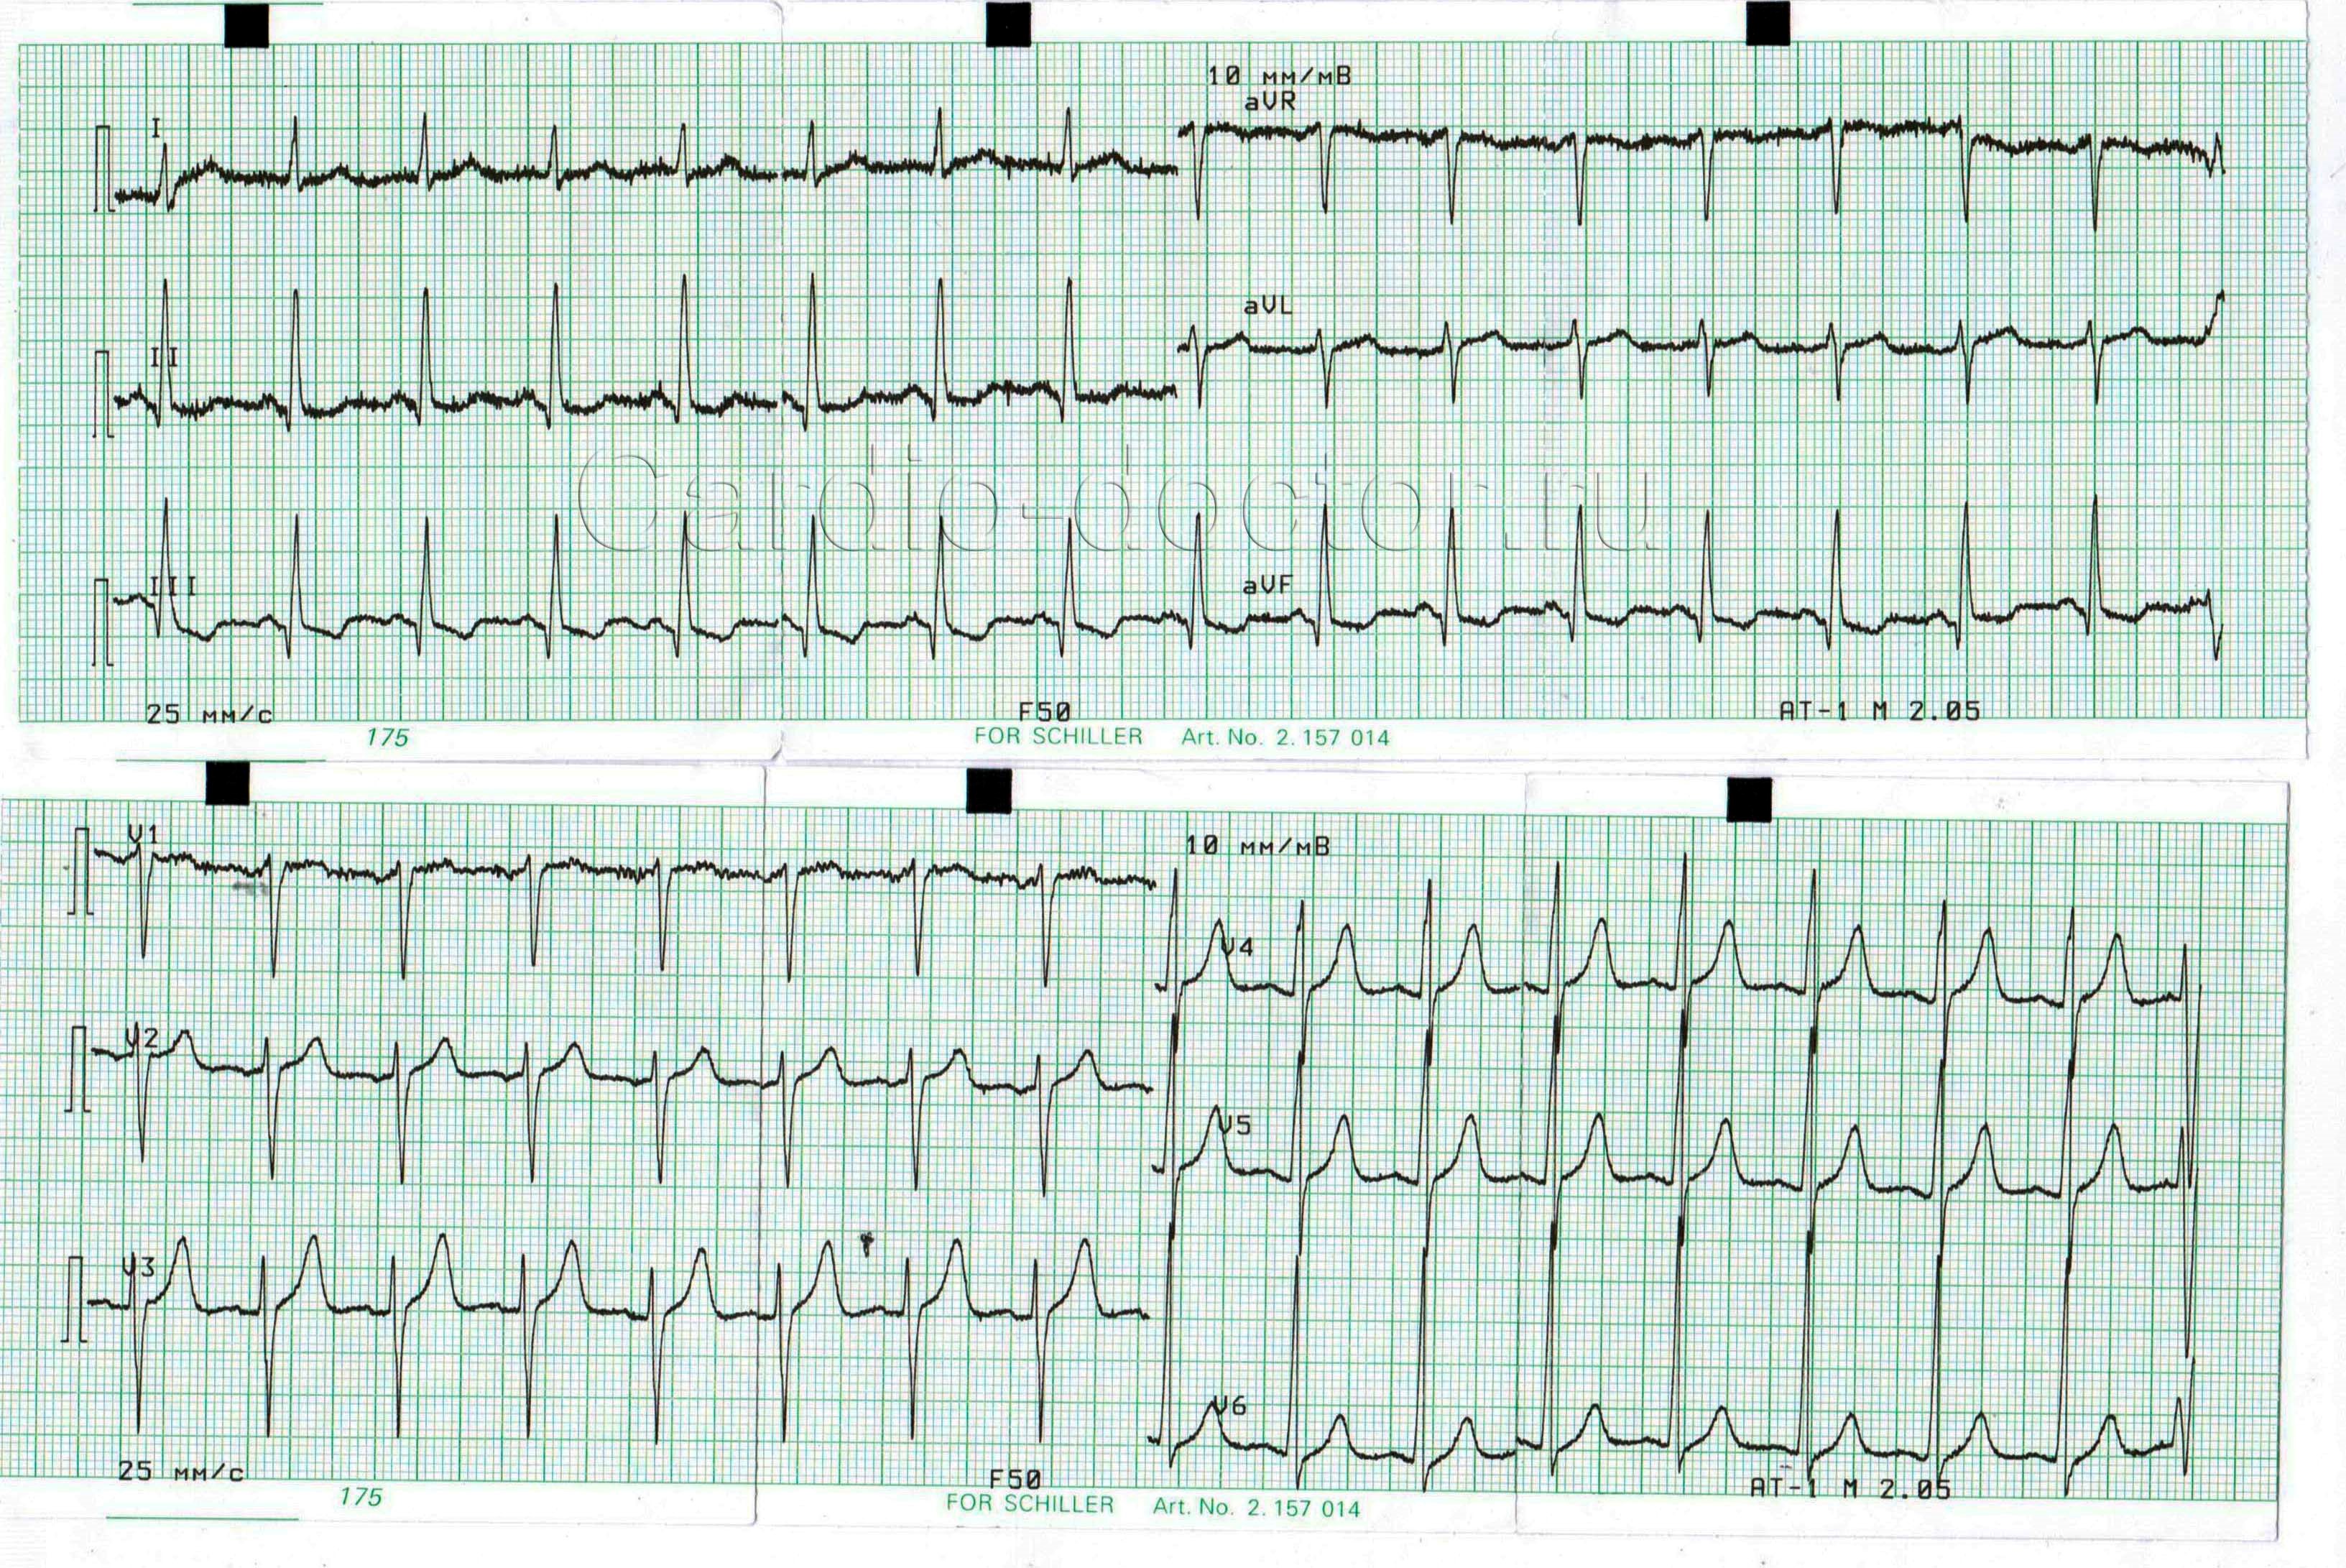 10 мм/мВ
I
aVR
II
aVL
Cardio-doctor.ru
III
aVF
25 мм/с
F50
AT-1 M 2.05
175
FOR SCHILLER Art. No. 2.157 014
V1
10 мм/мВ
V4
V2
V5
V3
V6
25 мм/с
F50
AT-1 M 2.05
175
FOR SCHILLER Art. No. 2.157 014